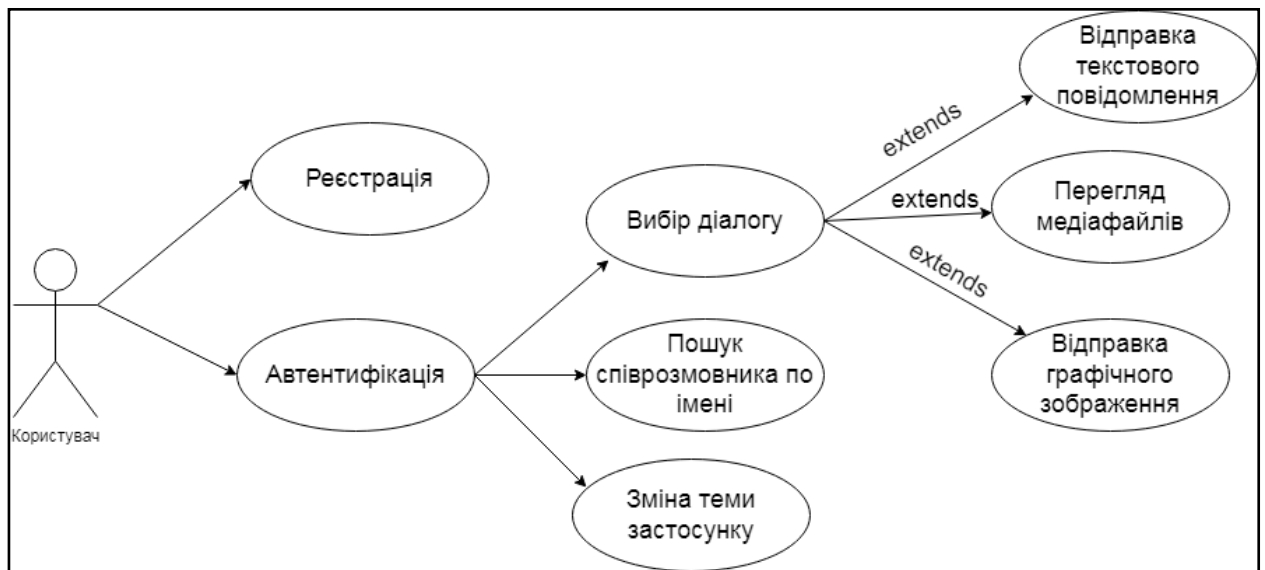 Відправка
текстового
повідомлення
extends
Реєстрація
Вибір діалогу
extends
Перегляд
медіафайлів
extends
Користувач
Автентифікація
Пошук
співрозмовника по
імені
Відправка
графічного
зображення
Зміна теми
застосунку